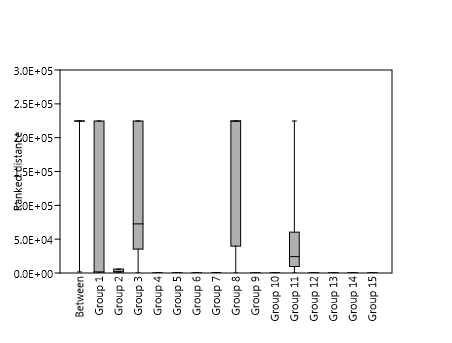 3.0E+05
2.5E+05
2.0E+05
1.5E+05
1.0E+05
5.0E+04
0.0E+00
Ranked distance
Between
Group 1
Group 2
Group 3
Group 4
Group 5
Group 6
Group 7
Group 8
Group 9
Group 10
Group 11
Group 12
Group 13
Group 14
Group 15